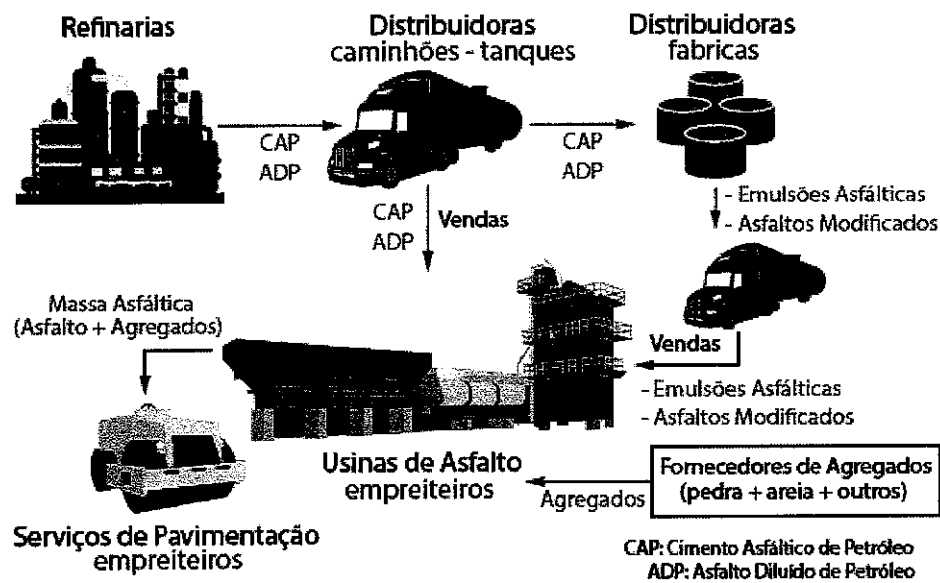 Refinarias
Distribuidoras
caminhões - tanques
Distribuidoras
fabricas
CAP
ADP
CAP
ADP
CAP
ADP
Vendas
- Emulsões Asfálticas
- Asfaltos Modificados
Massa Asfáltica
(Asfalto + Agregados)
Vendas
- Emulsões Asfálticas
- Asfaltos Modificados
Usinas de Asfalto
empreiteiros
Agregados
Fornecedores de Agregados
(pedra + areia + outros)
Serviços de Pavimentação
empreiteiros
CAP: Cimento Asfáltico de Petróleo
ADP: Asfalto Diluído de Petróleo